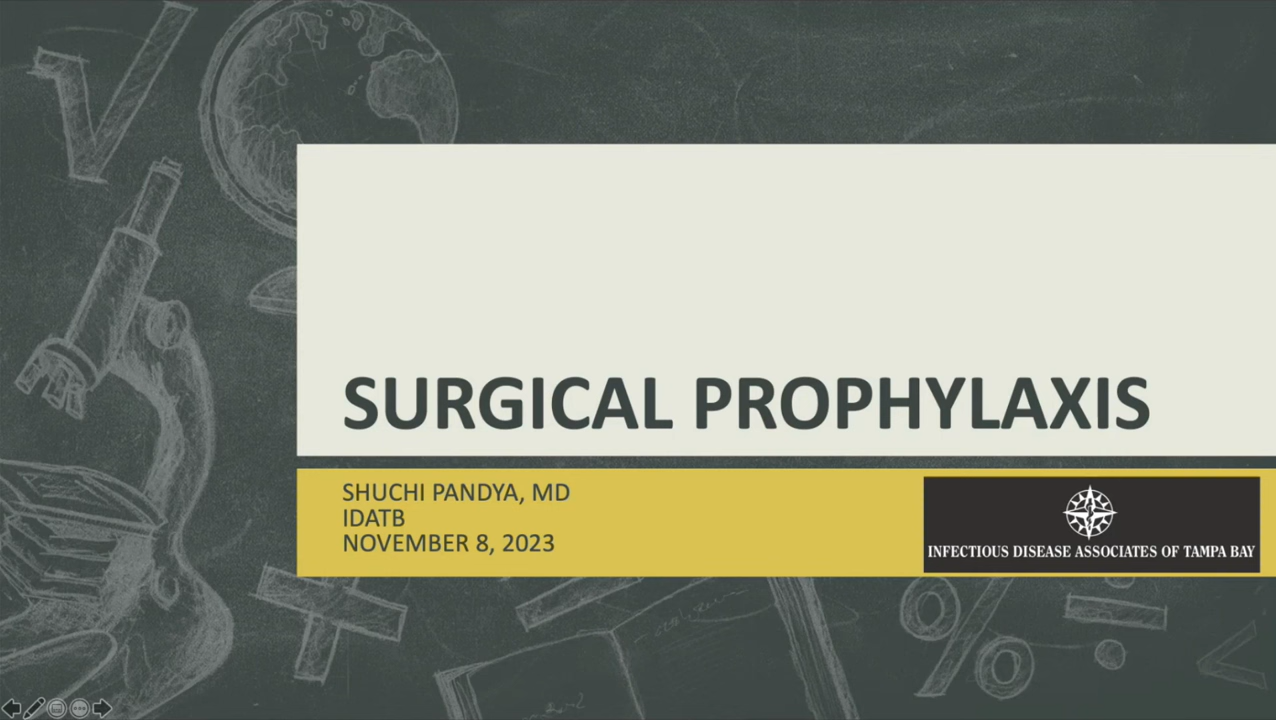 SURGICAL PROPHYLAXIS
SHUCHI PANDYA, MD
IDATB
NOVEMBER 8, 2023
INFECTIOUS DISEASE ASSOCIATES OF TAMPA BAY